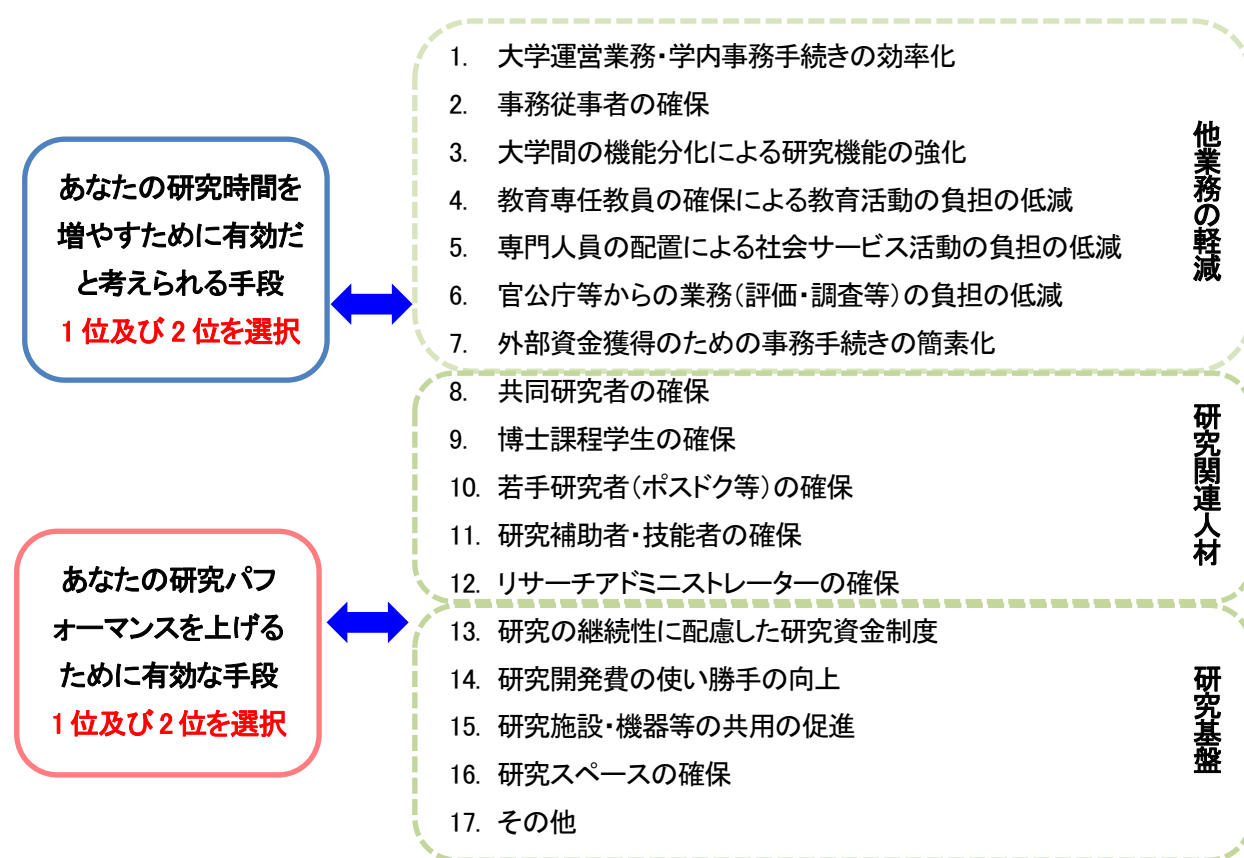 あなたの研究時間を
増やすために有効だ
と考えられる手段
1位及び2位を選択
あなたの研究パフ
ォーマンスを上げる
ために有効な手段
1位及び2位を選択
1. 大学運営業務・学内事務手続きの効率化
2. 事務従事者の確保
3. 大学間の機能分化による研究機能の強化
4. 教育専任教員の確保による教育活動の負担の低減
5. 専門人員の配置による社会サービス活動の負担の低減
6. 官公庁等からの業務(評価・調査等)の負担の低減
7. 外部資金獲得のための事務手続きの簡素化
他業務の軽減
8. 共同研究者の確保
9. 博士課程学生の確保
10. 若手研究者(ポスドク等)の確保
11. 研究補助者・技能者の確保
12. リサーチアドミニストレーターの確保
研究関連人材
13. 研究の継続性に配慮した研究資金制度
14. 研究開発費の使い勝手の向上
15. 研究施設・機器等の共用の促進
16. 研究スペースの確保
17. その他
研究基盤